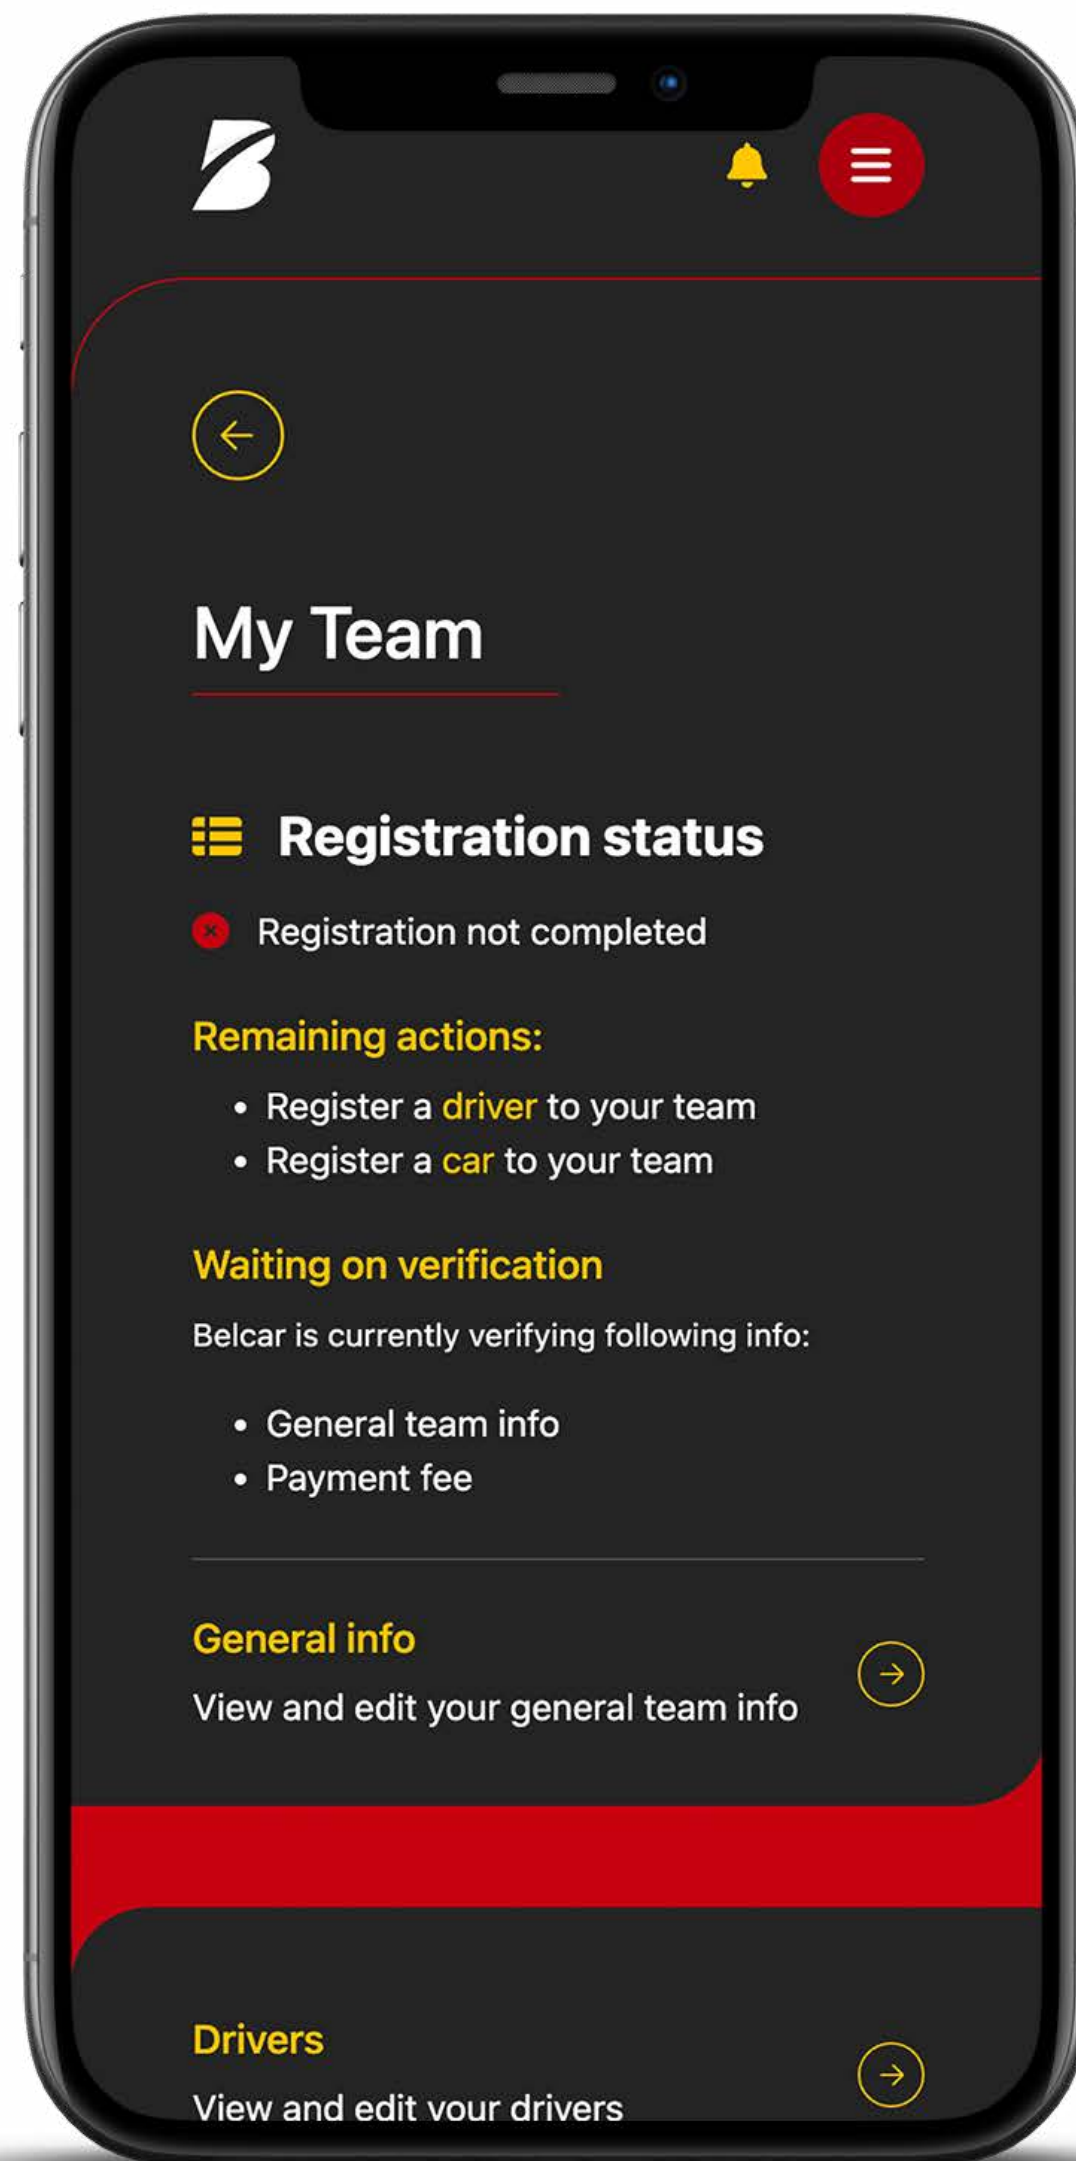 B
My Team
Registration status
Registration not completed
Remaining actions:
• Register a driver to your team
• Register a car to your team
Waiting on verification
Belcar is currently verifying following info:
• General team info
• Payment fee
General info
View and edit your general team info
Drivers
View and edit your drivers